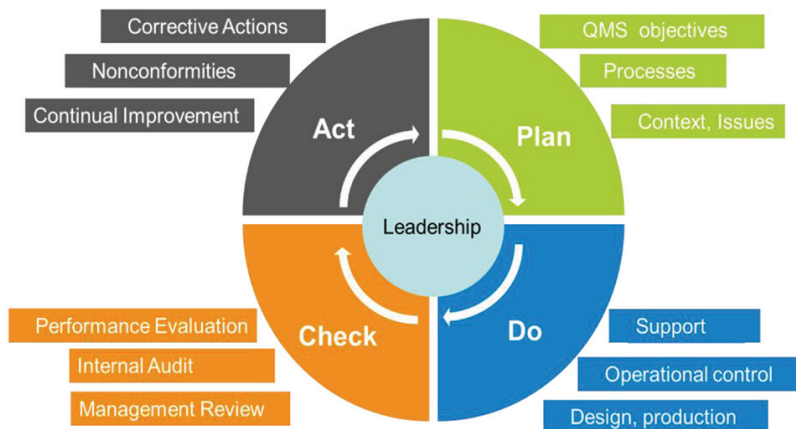 Corrective Actions
Nonconformities
Continual Improvement
Act
QMS objectives
Processes
Context, Issues
Plan
Leadership
Performance Evaluation
Internal Audit
Management Review
Check
Do
Support
Operational control
Design, production